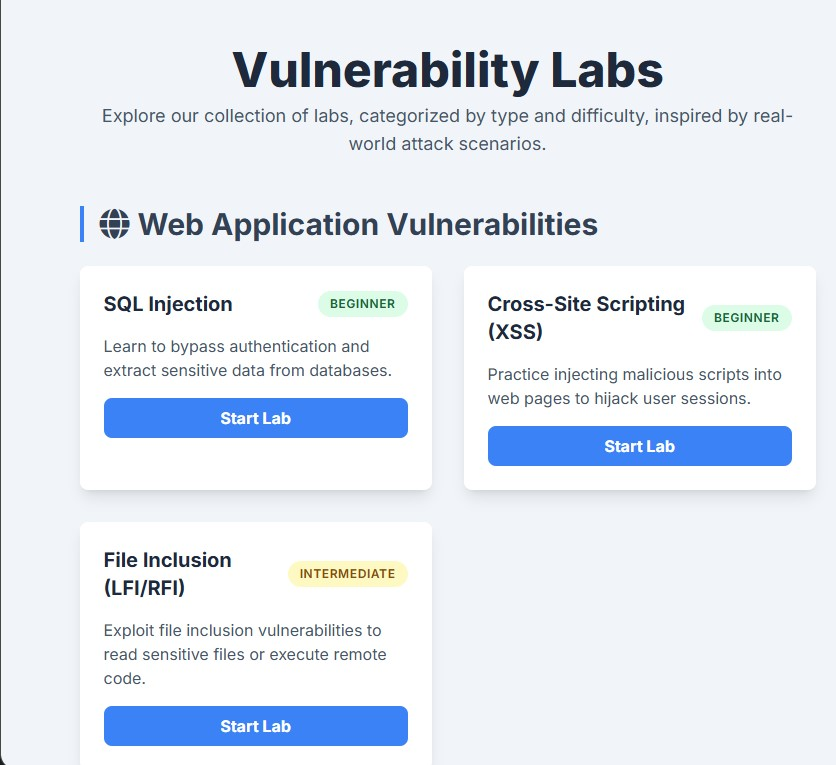 Vulnerability Labs
Explore our collection of labs, categorized by type and difficulty, inspired by real-
world attack scenarios.
Web Application Vulnerabilities
SQL Injection
BEGINNER
Learn to bypass authentication and
extract sensitive data from databases.
Start Lab
Cross-Site Scripting
(XSS)
BEGINNER
Practice injecting malicious scripts into
web pages to hijack user sessions.
Start Lab
File Inclusion
(LFI/RFI)
INTERMEDIATE
Exploit file inclusion vulnerabilities to
read sensitive files or execute remote
code.
Start Lab